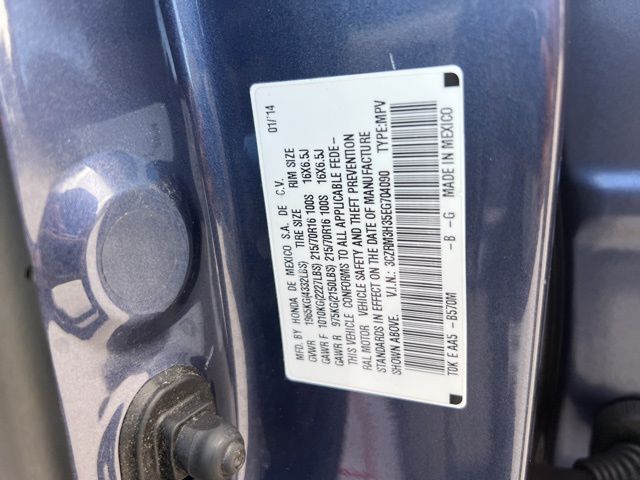 MFD. BY HONDA DE MEXICO S.A. DE C.V. 01/'14
TIRE SIZE RIM SIZE
GVWR 1965KG(4332LBS)
GAWR F 1010KG(2227LBS) 215/70R16 100S 16X6.5J
GAWR R 975KG(2150LBS) 215/70R16 100S 16X6.5J
THIS VEHICLE CONFORMS TO ALL APPLICABLE FEDE-
RAL MOTOR VEHICLE SAFETY AND THEFT PREVENTION
STANDARDS IN EFFECT ON THE DATE OF MANUFACTURE
SHOWN ABOVE. V.I.N.: 3CZRM3H35EG704090 TYPE:MPV
T0K E AA5 -B570M -B -G MADE IN MEXICO